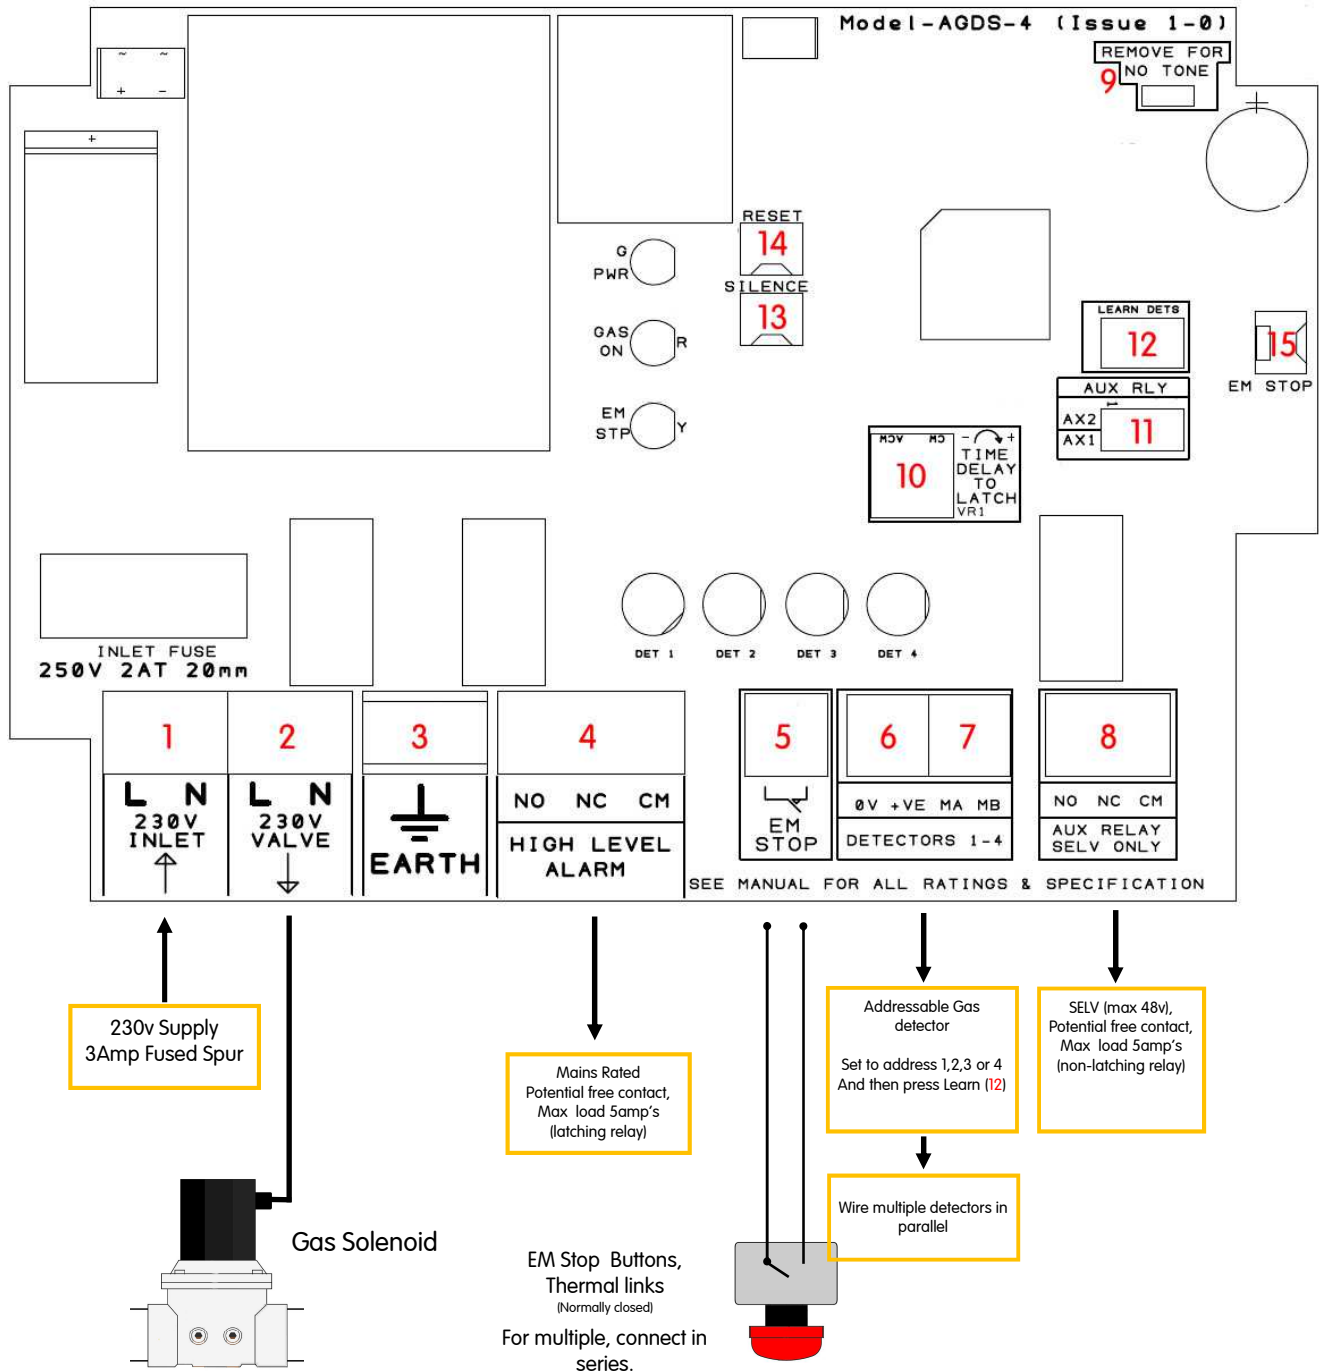 Model-AGDS-4 (Issue 1-0)
REMOVE FOR
NO TONE
9
~ ~
+ -
+
+
RESET
14
SILENCE
13
G
PWR
GAS
ON
R
EM
STP
Y
LEARN DETS
12
15
EM STOP
AUX RLY
1
AX2
AX1
11
ACW CW
10
- +
TIME
DELAY
TO
LATCH
VR1
DET 1
DET 2
DET 3
DET 4
INLET FUSE
250V 2AT 20mm
1
2
3
4
5
6
7
8
L N
230V
INLET
L N
230V
VALVE
EARTH
NO NC CM
HIGH LEVEL
ALARM
EM
STOP
0V +VE MA MB
DETECTORS 1-4
NO NC CM
AUX RELAY
SELV ONLY
SEE MANUAL FOR ALL RATINGS & SPECIFICATION
230v Supply
3Amp Fused Spur
Mains Rated
Potential free contact,
Max load 5amp's
(latching relay)
Addressable Gas
detector
Set to address 1,2,3 or 4
And then press Learn (12)
SELV (max 48v),
Potential free contact,
Max load 5amp's
(non-latching relay)
Wire multiple detectors in
parallel
Gas Solenoid
EM Stop Buttons,
Thermal links
(Normally closed)
For multiple, connect in
series.